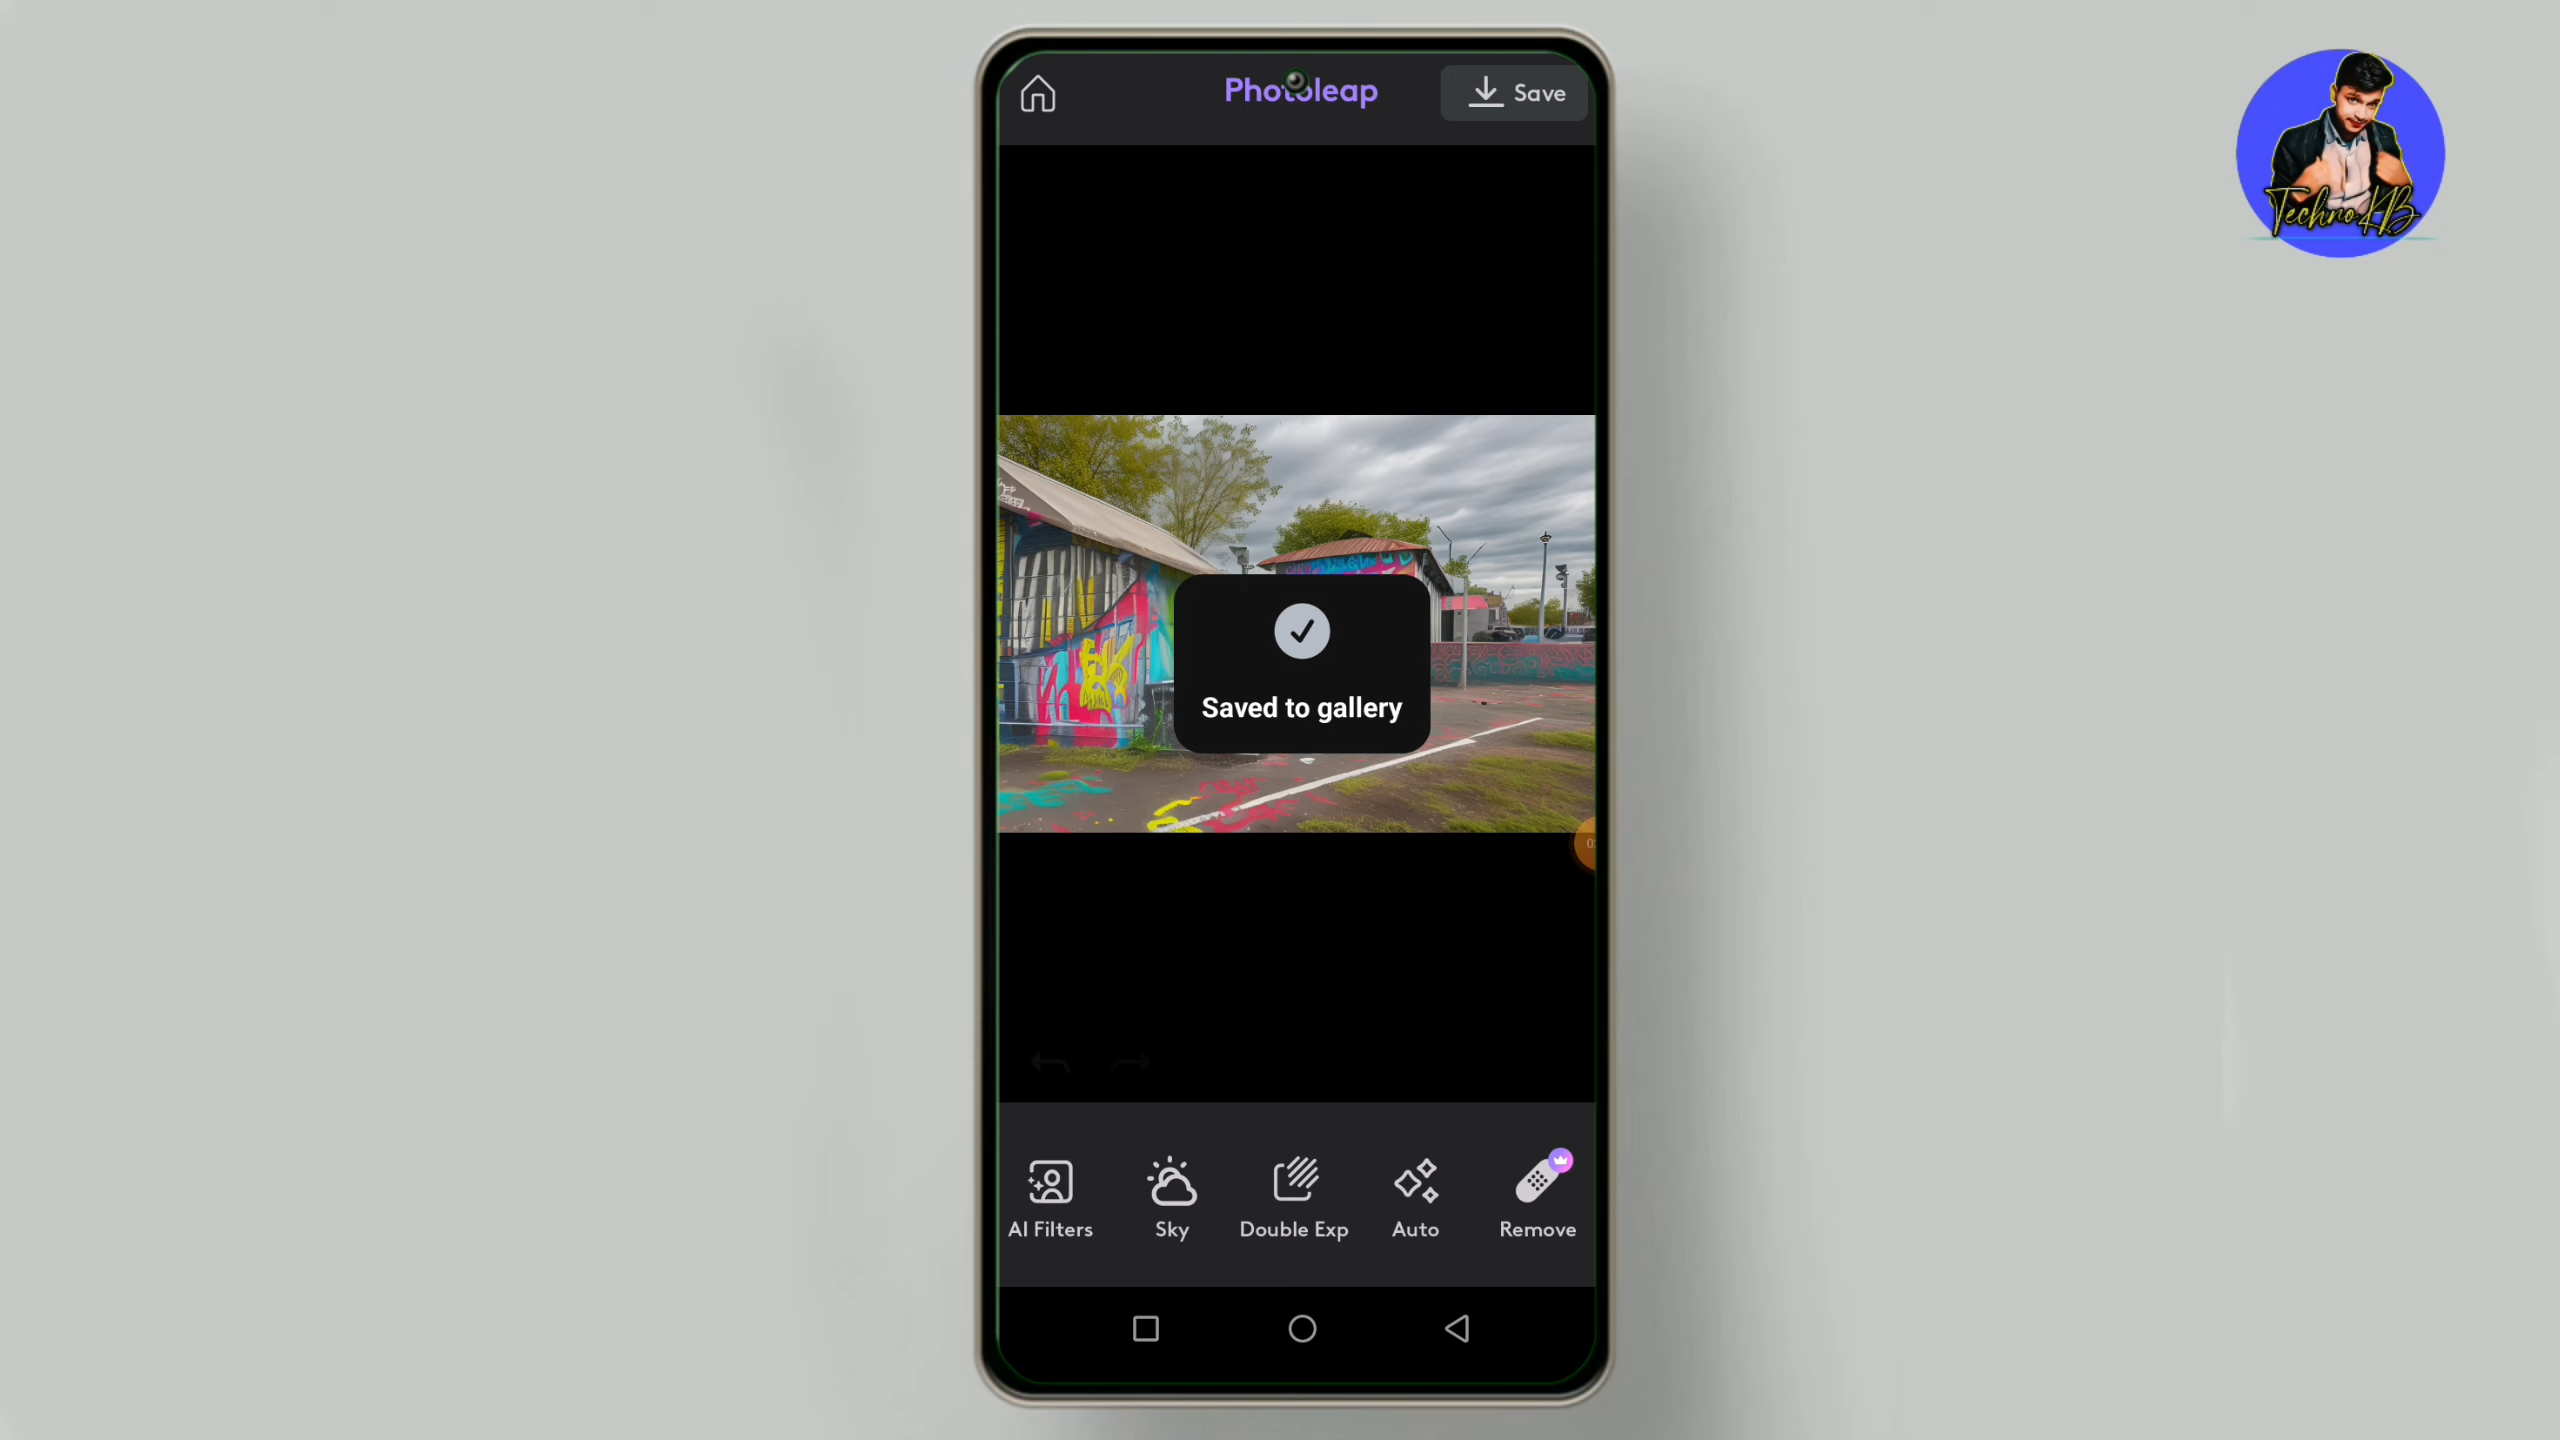 Photoleap
Save
TechnoKB
Saved to gallery
AI Filters
Sky
Double Exp
Auto
Remove